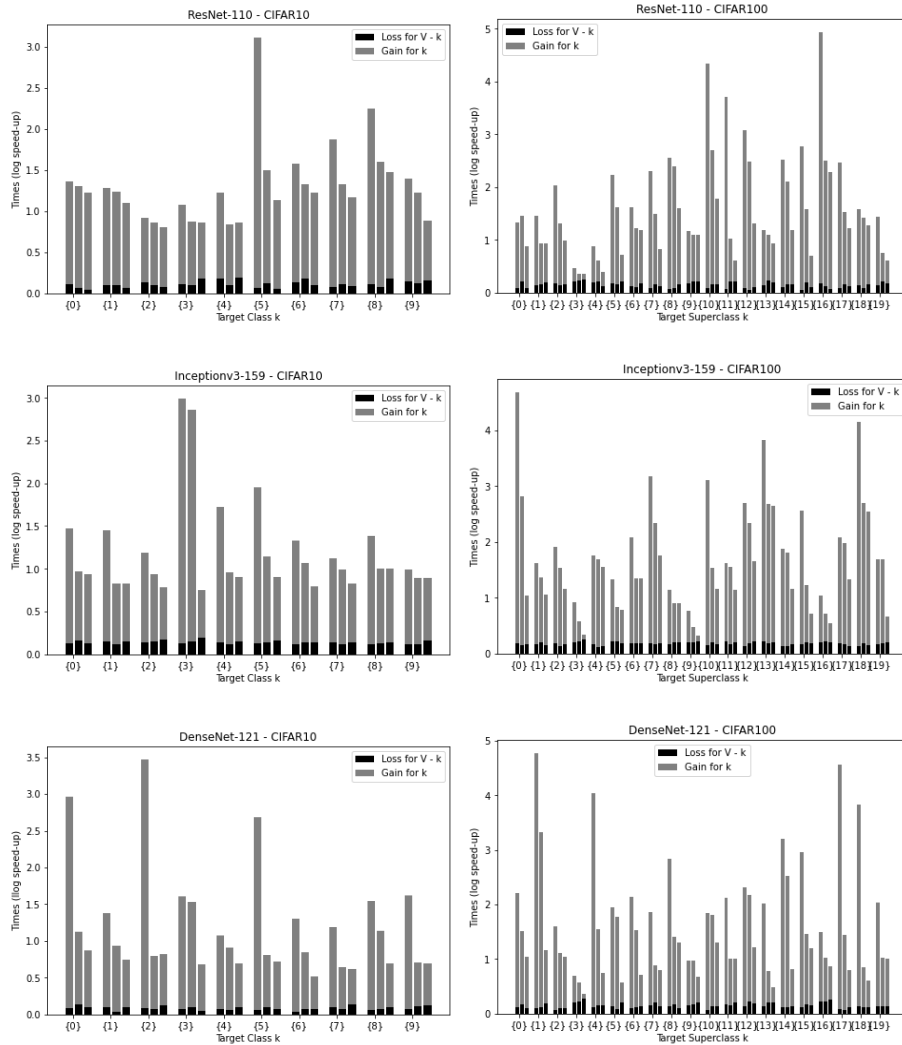 ResNet-110 - CIFAR10
Times (log speed-up)
3.0
2.5
2.0
1.5
1.0
0.5
0.0
Loss for V - k
Gain for k
{0} {1} {2} {3} {4} {5} {6} {7} {8} {9}
Target Class k
ResNet-110 - CIFAR100
Times (log speed-up)
5
4
3
2
1
0
Loss for V - k
Gain for k
{0} {1} {2} {3} {4} {5} {6} {7} {8} {9} {10} {11} {12} {13} {14} {15} {16} {17} {18} {19}
Target Superclass k
Inceptionv3-159 - CIFAR10
Times (log speed-up)
3.0
2.5
2.0
1.5
1.0
0.5
0.0
Loss for V - k
Gain for k
{0} {1} {2} {3} {4} {5} {6} {7} {8} {9}
Target Class k
Inceptionv3-159 - CIFAR100
Times (log speed-up)
4
3
2
1
0
Loss for V - k
Gain for k
{0} {1} {2} {3} {4} {5} {6} {7} {8} {9} {10} {11} {12} {13} {14} {15} {16} {17} {18} {19}
Target Superclass k
DenseNet-121 - CIFAR10
Times (llog speed-up)
3.5
3.0
2.5
2.0
1.5
1.0
0.5
0.0
Loss for V - k
Gain for k
{0} {1} {2} {3} {4} {5} {6} {7} {8} {9}
Target Class k
DenseNet-121 - CIFAR100
Times (log speed-up)
5
4
3
2
1
0
Loss for V - k
Gain for k
{0} {1} {2} {3} {4} {5} {6} {7} {8} {9} {10} {11} {12} {13} {14} {15} {16} {17} {18} {19}
Target Superclass k